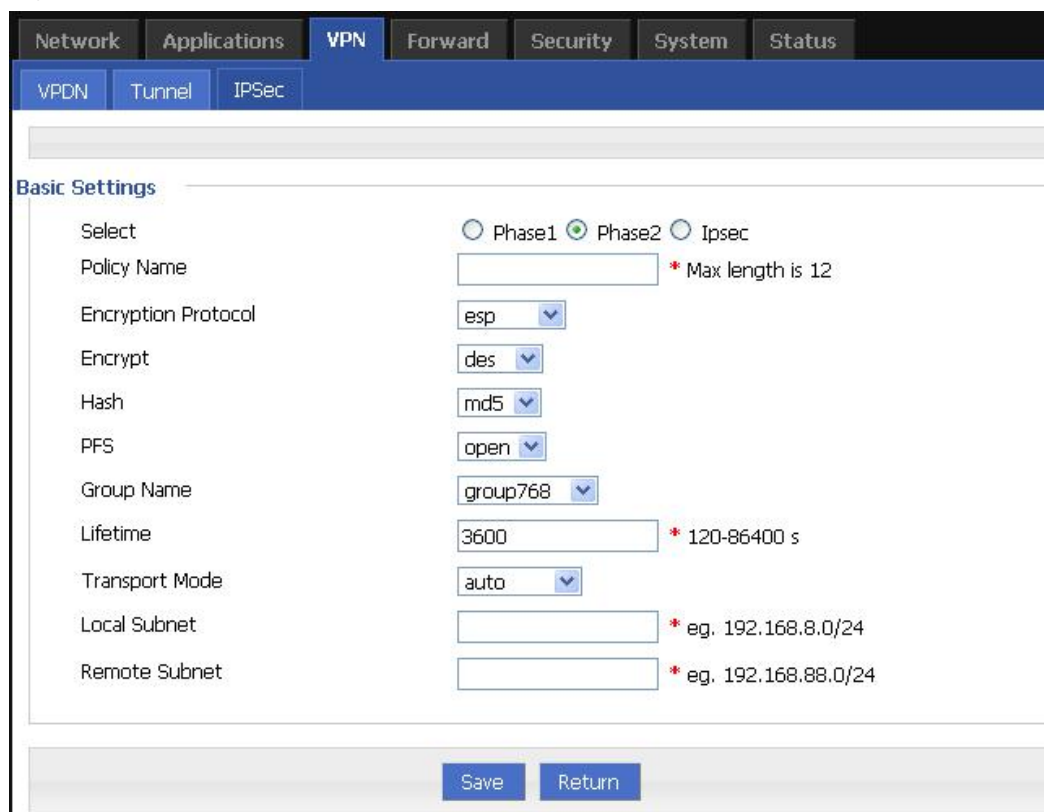 Network Applications VPN Forward Security System Status
VPDN Tunnel IPSec
Basic Settings
Select Phase1 Phase2 Ipsec
Policy Name * Max length is 12
Encryption Protocol esp
Encrypt des
Hash md5
PFS open
Group Name group768
Lifetime 3600 * 120-86400 s
Transport Mode auto
Local Subnet * eg. 192.168.8.0/24
Remote Subnet * eg. 192.168.88.0/24
Save Return